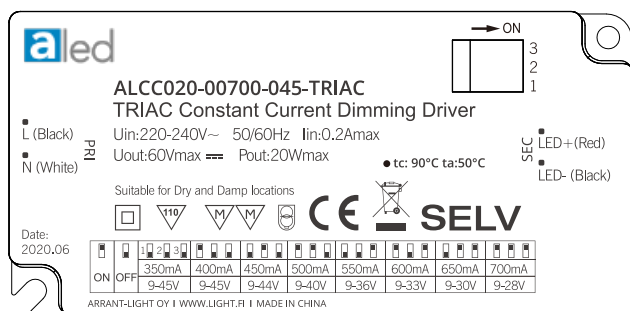 aled
ON
3
2
1
ALCC020-00700-045-TRIAC
TRIAC Constant Current Dimming Driver
L (Black)
N (White)
PRI
Uin:220-240V~ 50/60Hz Iin:0.2Amax
Uout:60Vmax Pout:20Wmax
tc: 90°C ta:50°C
SEC
LED+(Red)
LED- (Black)
Suitable for Dry and Damp locations
110
M M
CE
SELV
Date:
2020.06
1 2 3
ON OFF 350mA 400mA 450mA 500mA 550mA 600mA 650mA 700mA
9-45V 9-45V 9-44V 9-40V 9-36V 9-33V 9-30V 9-28V
ARRANT-LIGHT OY I WWW.LIGHT.FI I MADE IN CHINA